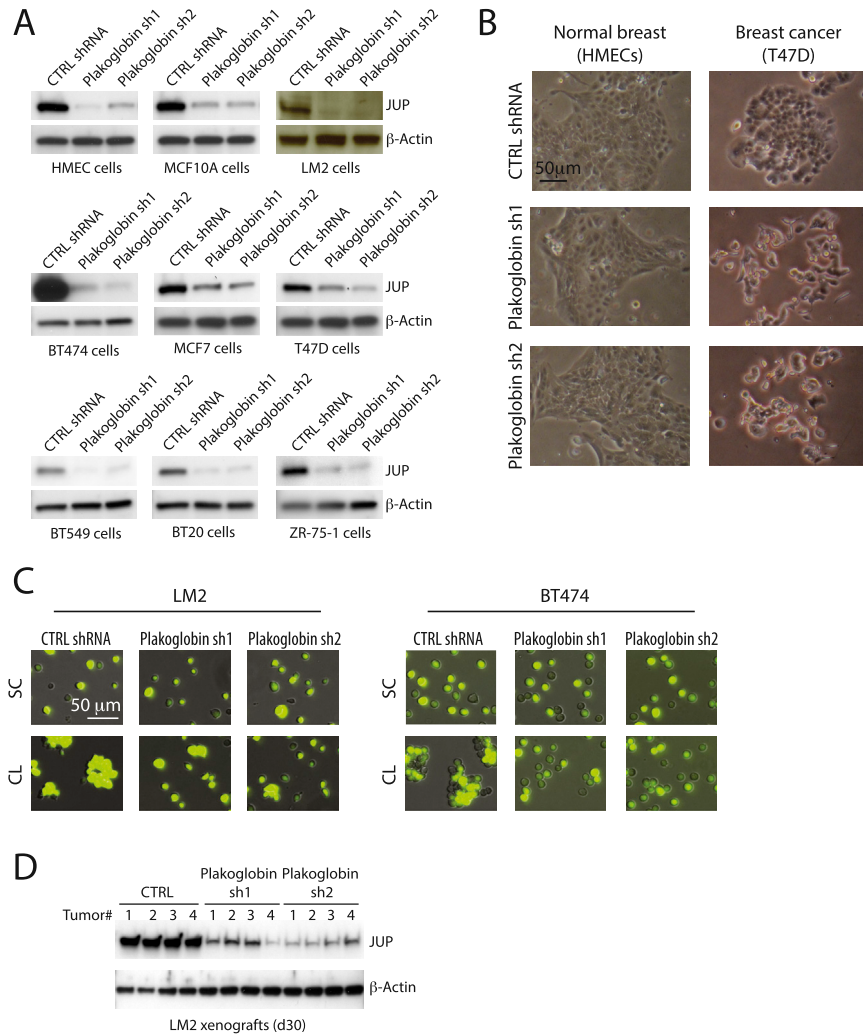 A
CTRL shRNA
Plakoglobin sh1
Plakoglobin sh2
CTRL shRNA
Plakoglobin sh1
Plakoglobin sh2
CTRL shRNA
Plakoglobin sh1
Plakoglobin sh2
JUP
β-Actin
HMEC cells
MCF10A cells
LM2 cells
CTRL shRNA
Plakoglobin sh1
Plakoglobin sh2
CTRL shRNA
Plakoglobin sh1
Plakoglobin sh2
CTRL shRNA
Plakoglobin sh1
Plakoglobin sh2
JUP
β-Actin
BT474 cells
MCF7 cells
T47D cells
CTRL shRNA
Plakoglobin sh1
Plakoglobin sh2
CTRL shRNA
Plakoglobin sh1
Plakoglobin sh2
CTRL shRNA
Plakoglobin sh1
Plakoglobin sh2
JUP
β-Actin
BT549 cells
BT20 cells
ZR-75-1 cells
B
Normal breast
(HMECs)
Breast cancer
(T47D)
CTRL shRNA
50μm
Plakoglobin sh1
Plakoglobin sh2
C
LM2
BT474
CTRL shRNA Plakoglobin sh1 Plakoglobin sh2
CTRL shRNA Plakoglobin sh1 Plakoglobin sh2
SC
50 μm
SC
CL
CL
D
CTRL
Plakoglobin
sh1
Plakoglobin
sh2
Tumor# 1 2 3 4 1 2 3 4 1 2 3 4
JUP
β-Actin
LM2 xenografts (d30)